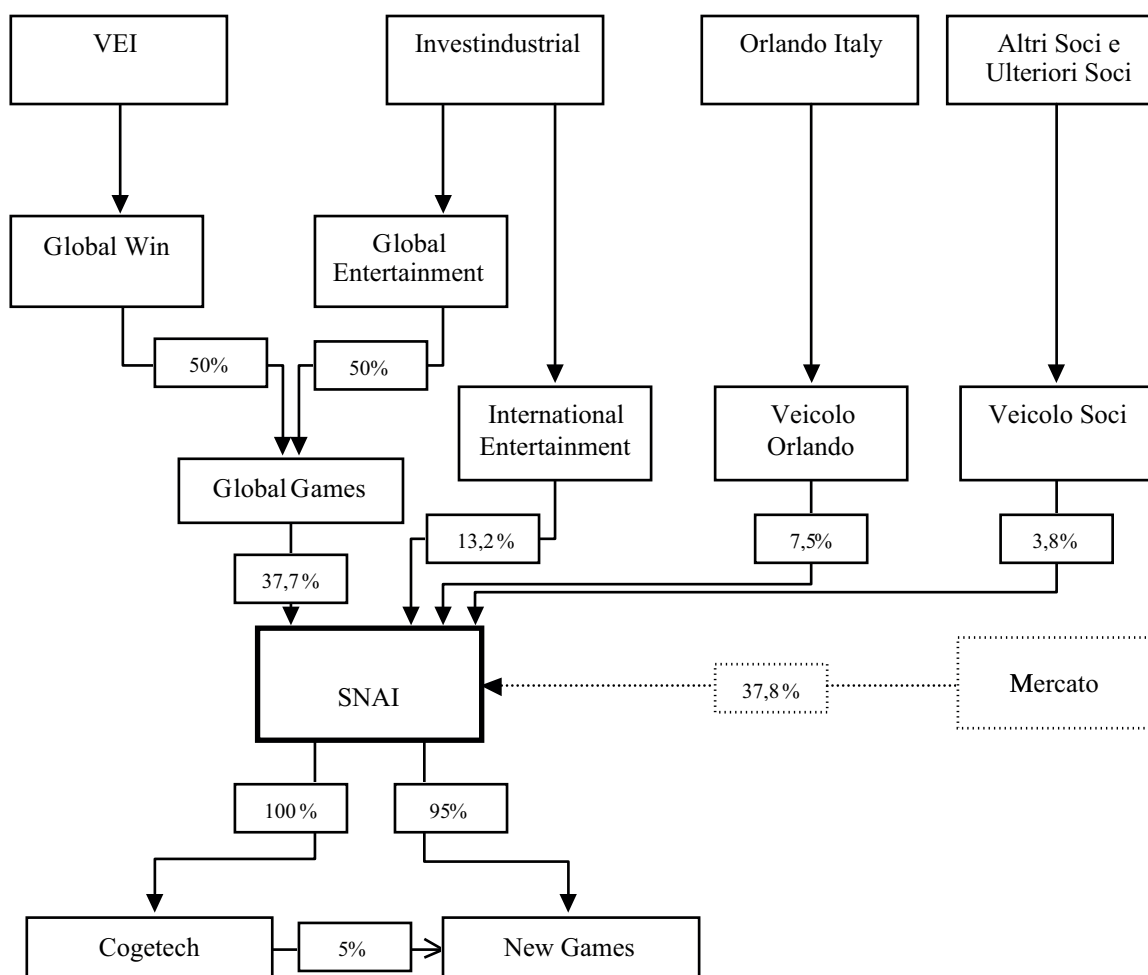 VEI
Investindustrial
Orlando Italy
Altri Soci e
Ulteriori Soci
Global Win
Global
Entertainment
50%
50%
International
Entertainment
Veicolo
Orlando
Veicolo Soci
Global Games
13,2%
7,5%
3,8%
37,7%
SNAI
37,8%
Mercato
100%
95%
Cogetech
5%
New Games